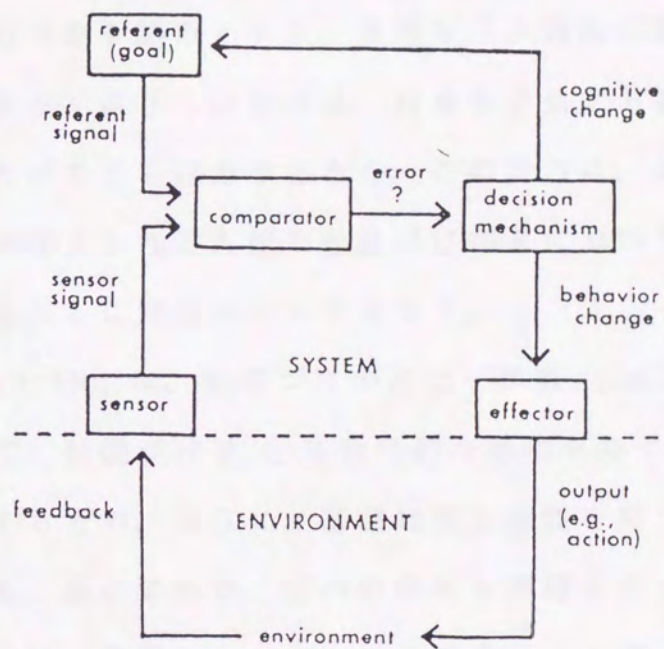 referent
(goal)
referent
signal
cognitive
change
error
?
comparator
decision
mechanism
sensor
signal
behavior
change
SYSTEM
sensor
effector
feedback
ENVIRONMENT
output
(e.g.,
action)
environment